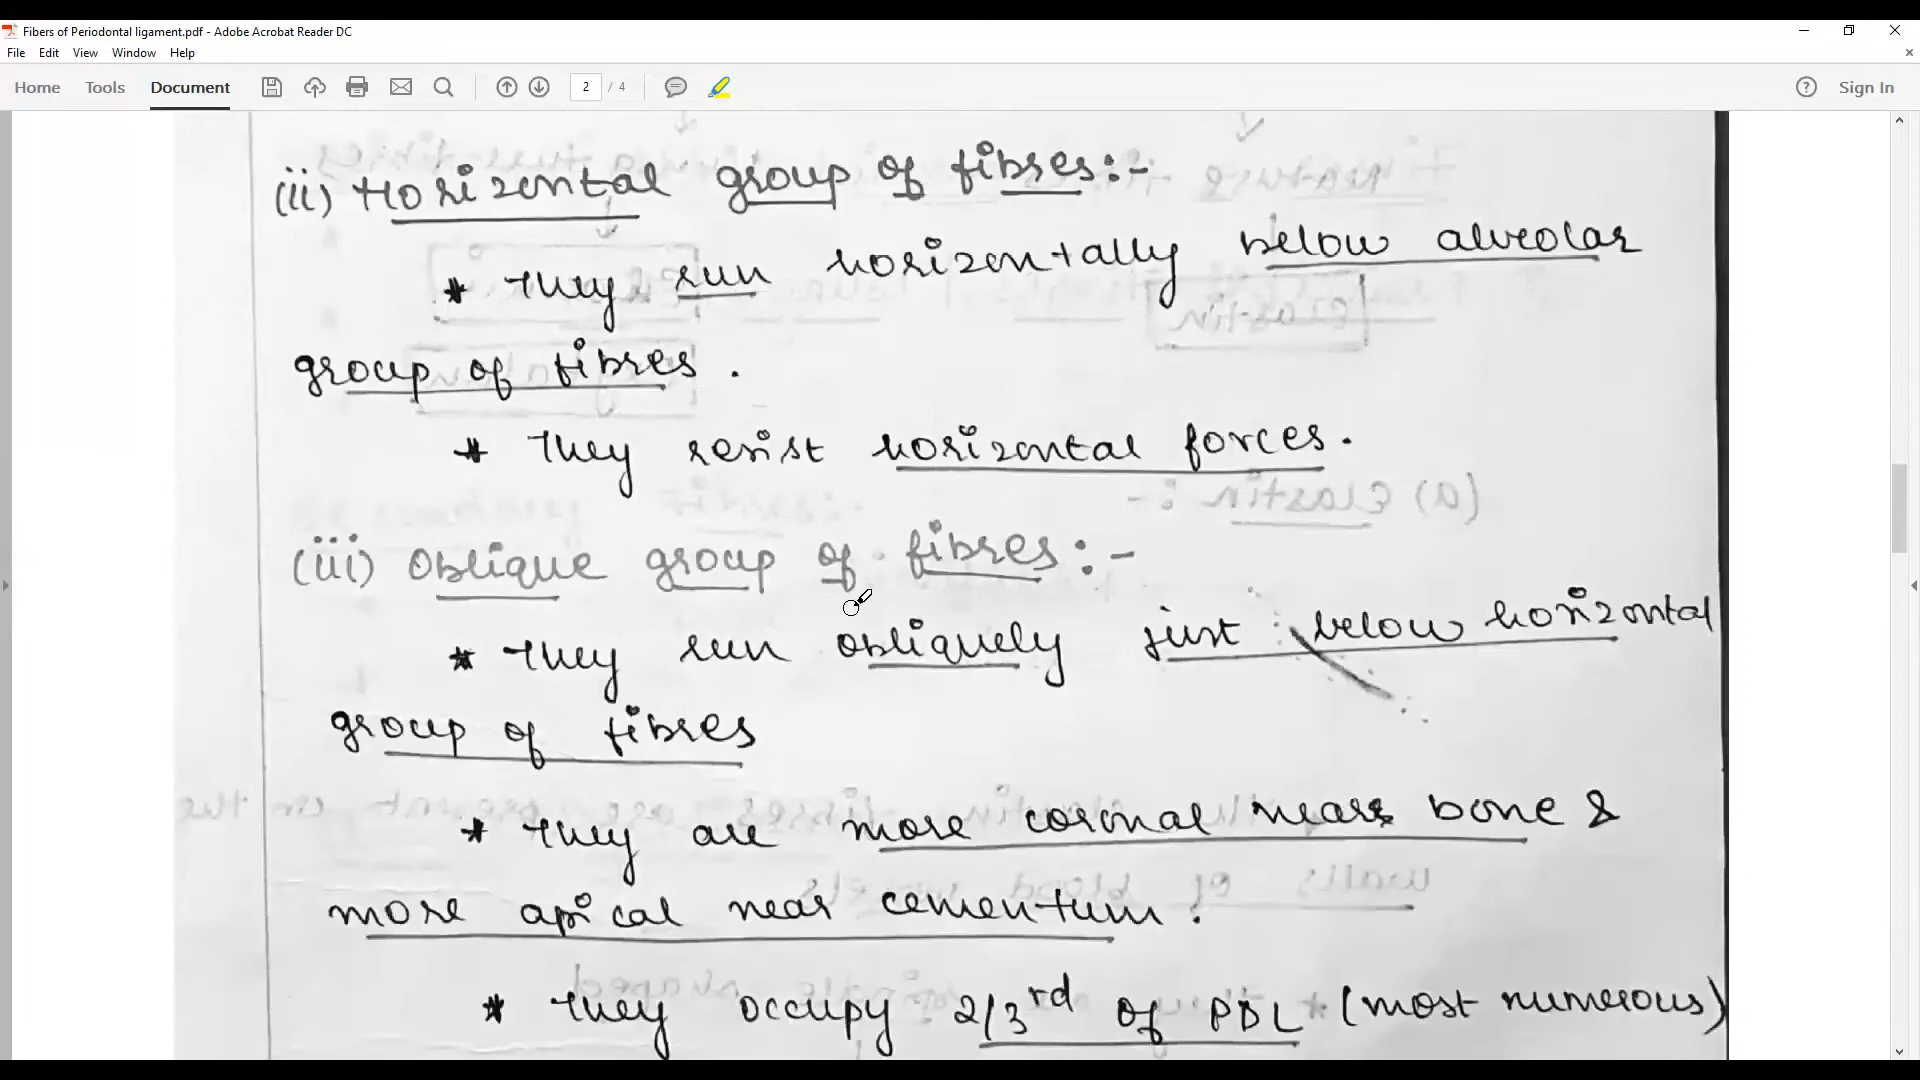 Fibers of Periodontal ligament.pdf - Adobe Acrobat Reader DC
File Edit View Window Help
Home Tools Document 2 / 4 Sign In
(ii) Horizontal group of fibres:-
* They run horizontally below alveolar
group of fibres.
* They resist horizontal forces.
(a) Elastin :-
(iii) Oblique group of fibres:-
* They run obliquely just below horizontal
group of fibres
* They are more coronal near bone &
more apical near cementum.
* They occupy 2/3rd of PDL (most numerous)